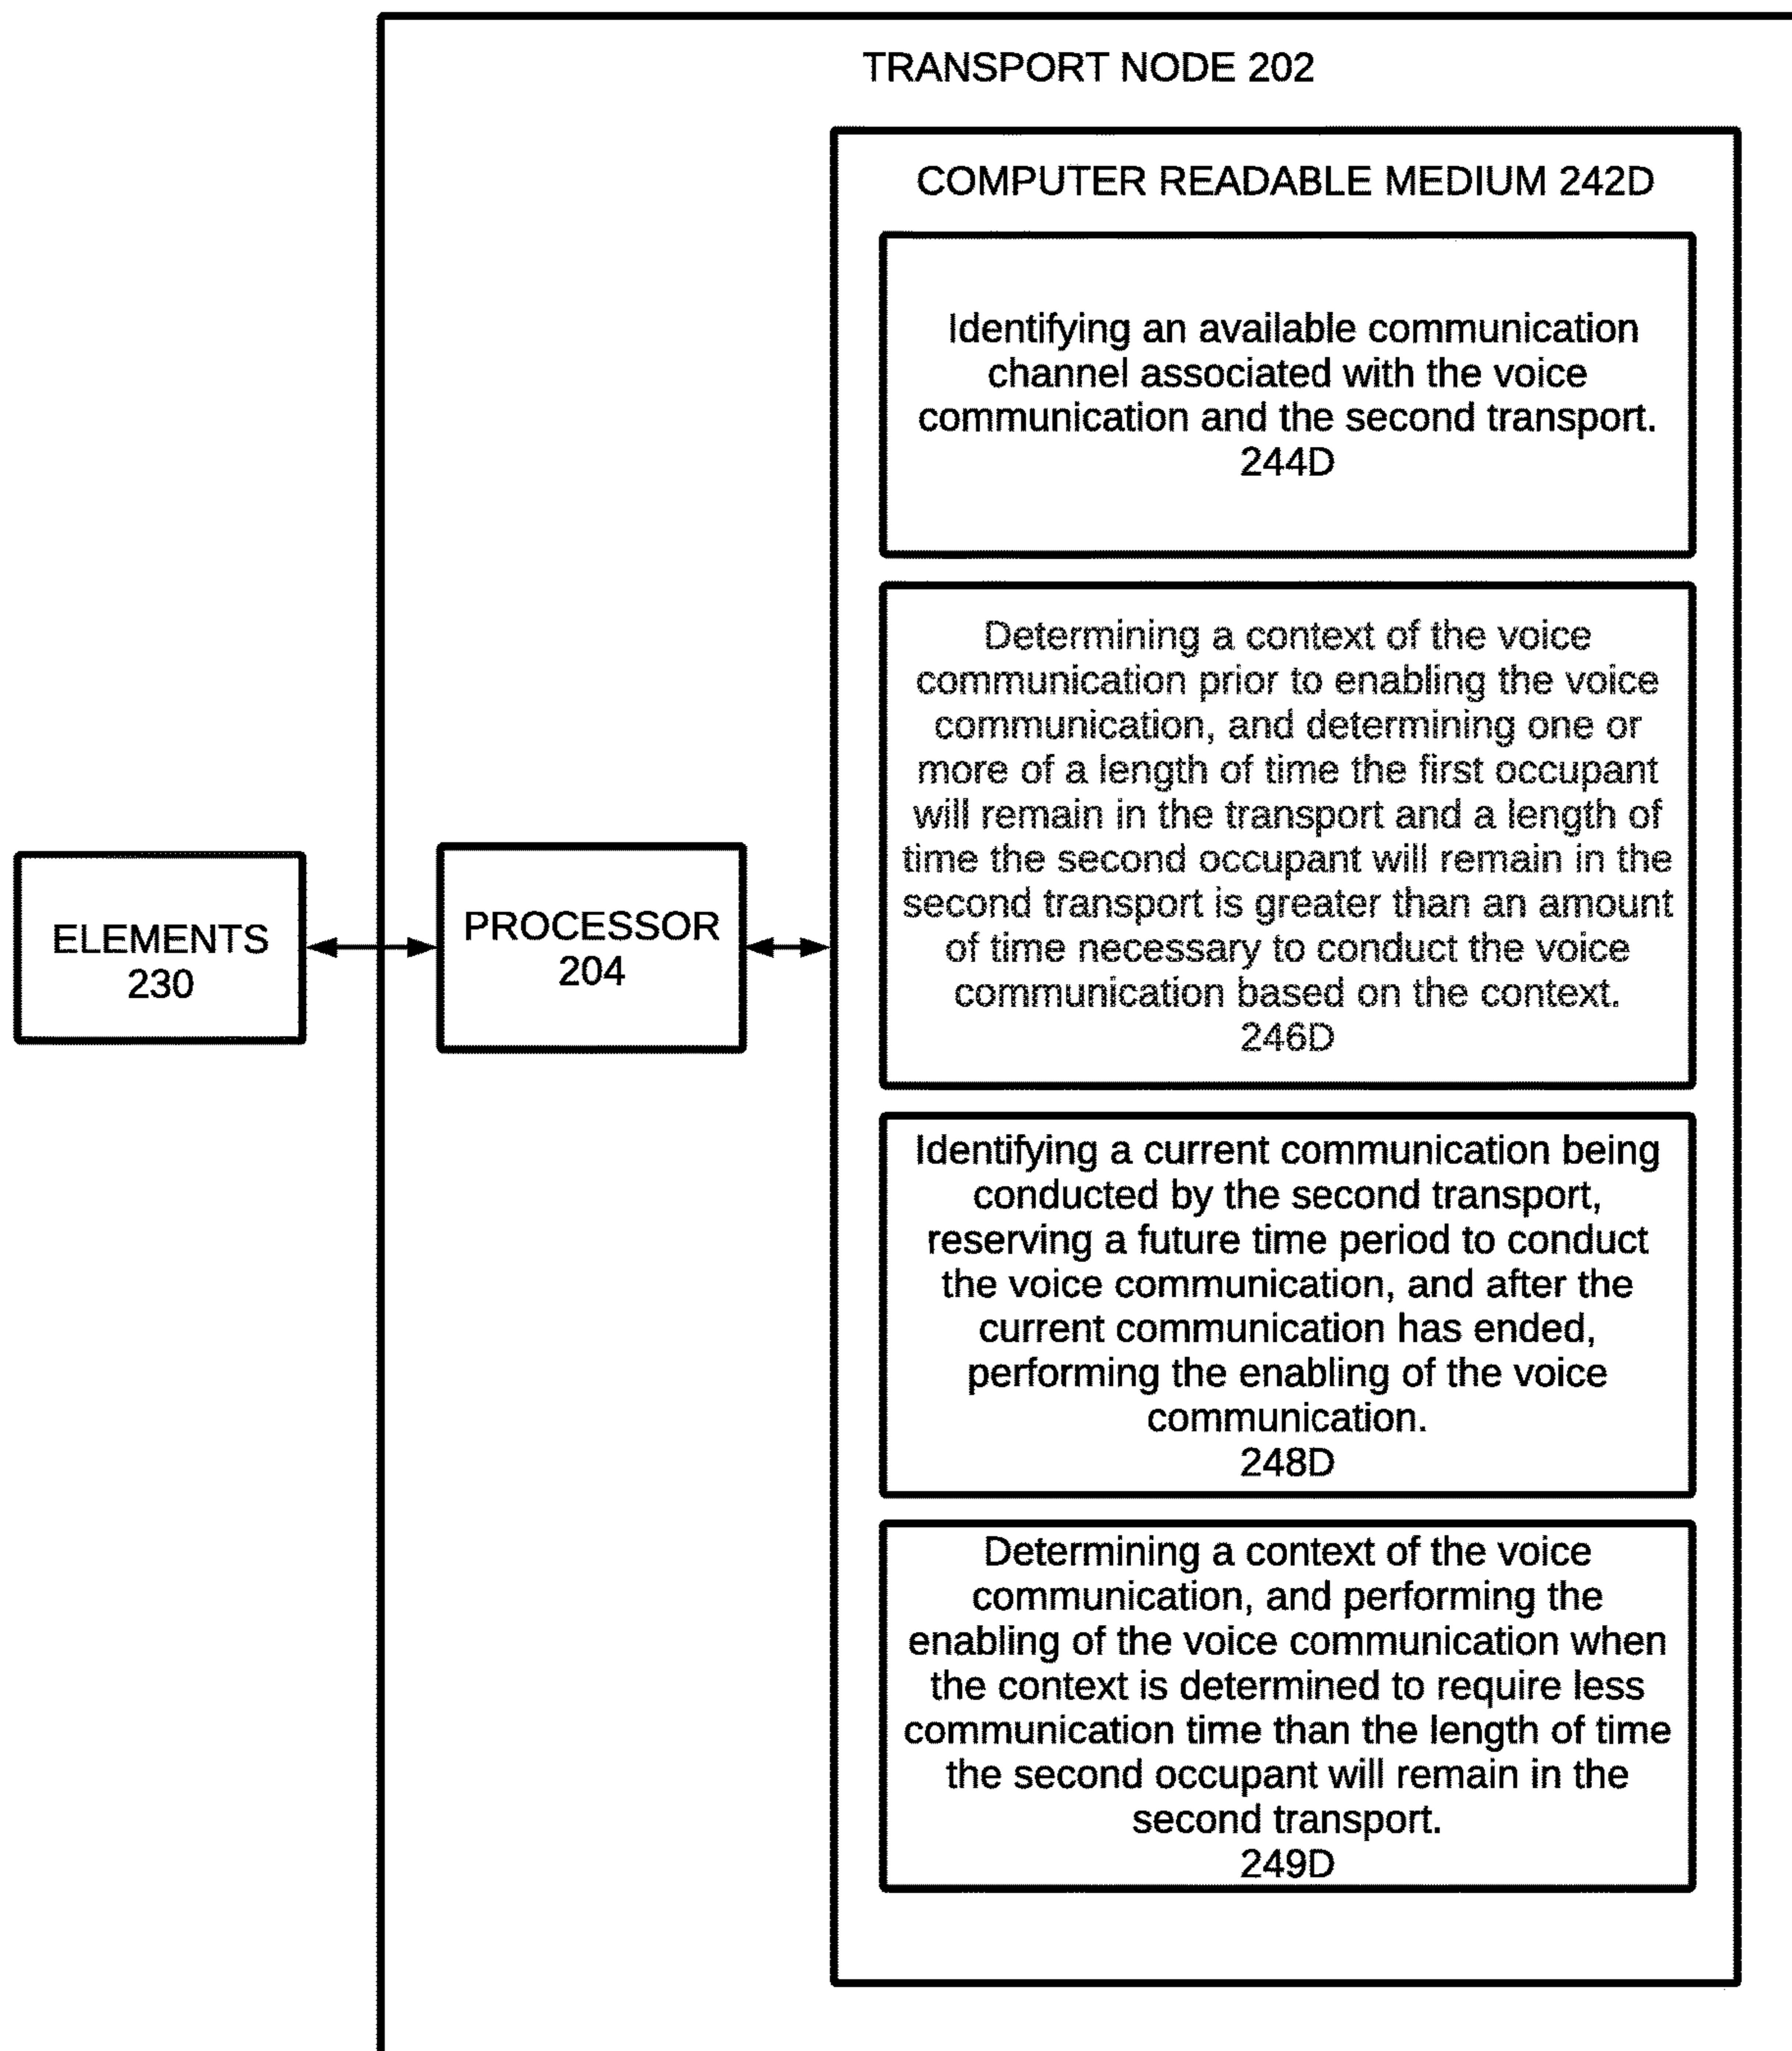 TRANSPORT NODE 202
COMPUTER READABLE MEDIUM 242D
Identifying an available communication
channel associated with the voice
communication and the second transport.
244D
Determining a context of the voice
communication prior to enabling the voice
communication, and determining one or
more of a length of time the first occupant
will remain in the transport and a length of
time the second occupant will remain in the
second transport is greater than an amount
of time necessary to conduct the voice
communication based on the context.
246D
ELEMENTS
230
PROCESSOR
204
Identifying a current communication being
conducted by the second transport,
reserving a future time period to conduct
the voice communication, and after the
current communication has ended,
performing the enabling of the voice
communication.
248D
Determining a context of the voice
communication, and performing the
enabling of the voice communication when
the context is determined to require less
communication time than the length of time
the second occupant will remain in the
second transport.
249D